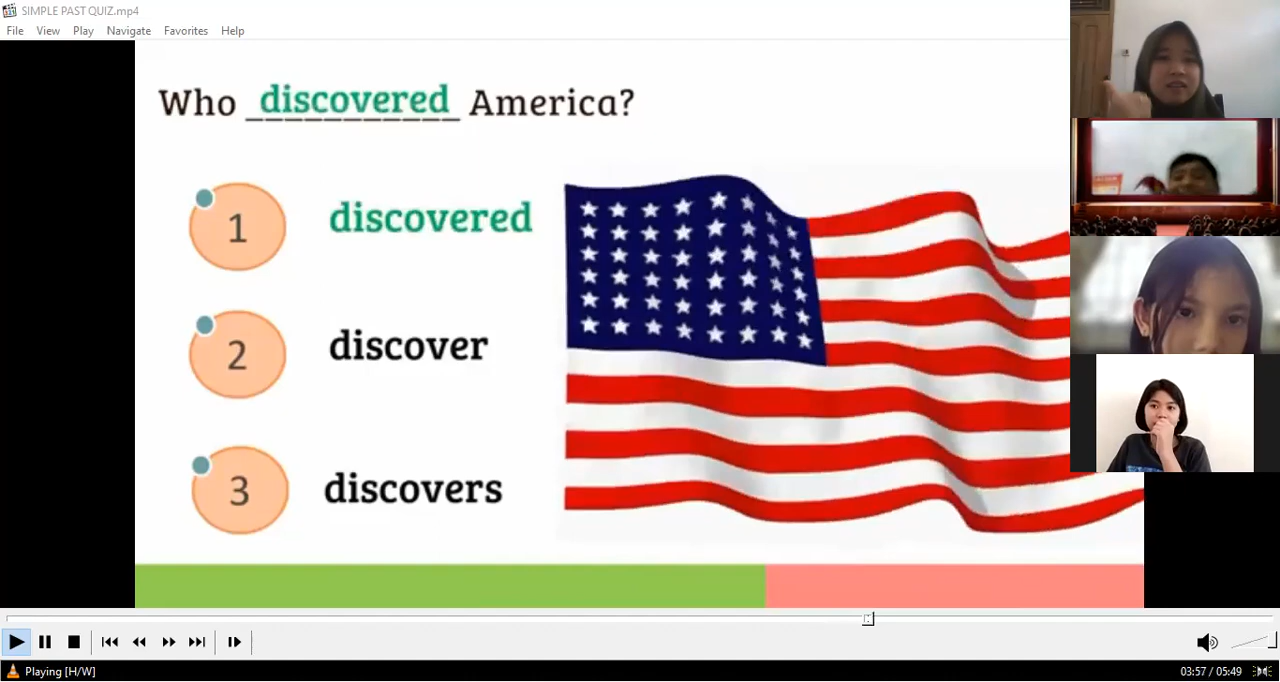 SIMPLE PAST QUIZ.mp4
File View Play Navigate Favorites Help
Who discovered America?
1 discovered
2 discover
3 discovers
Playing [H/W]
03:57 / 05:49